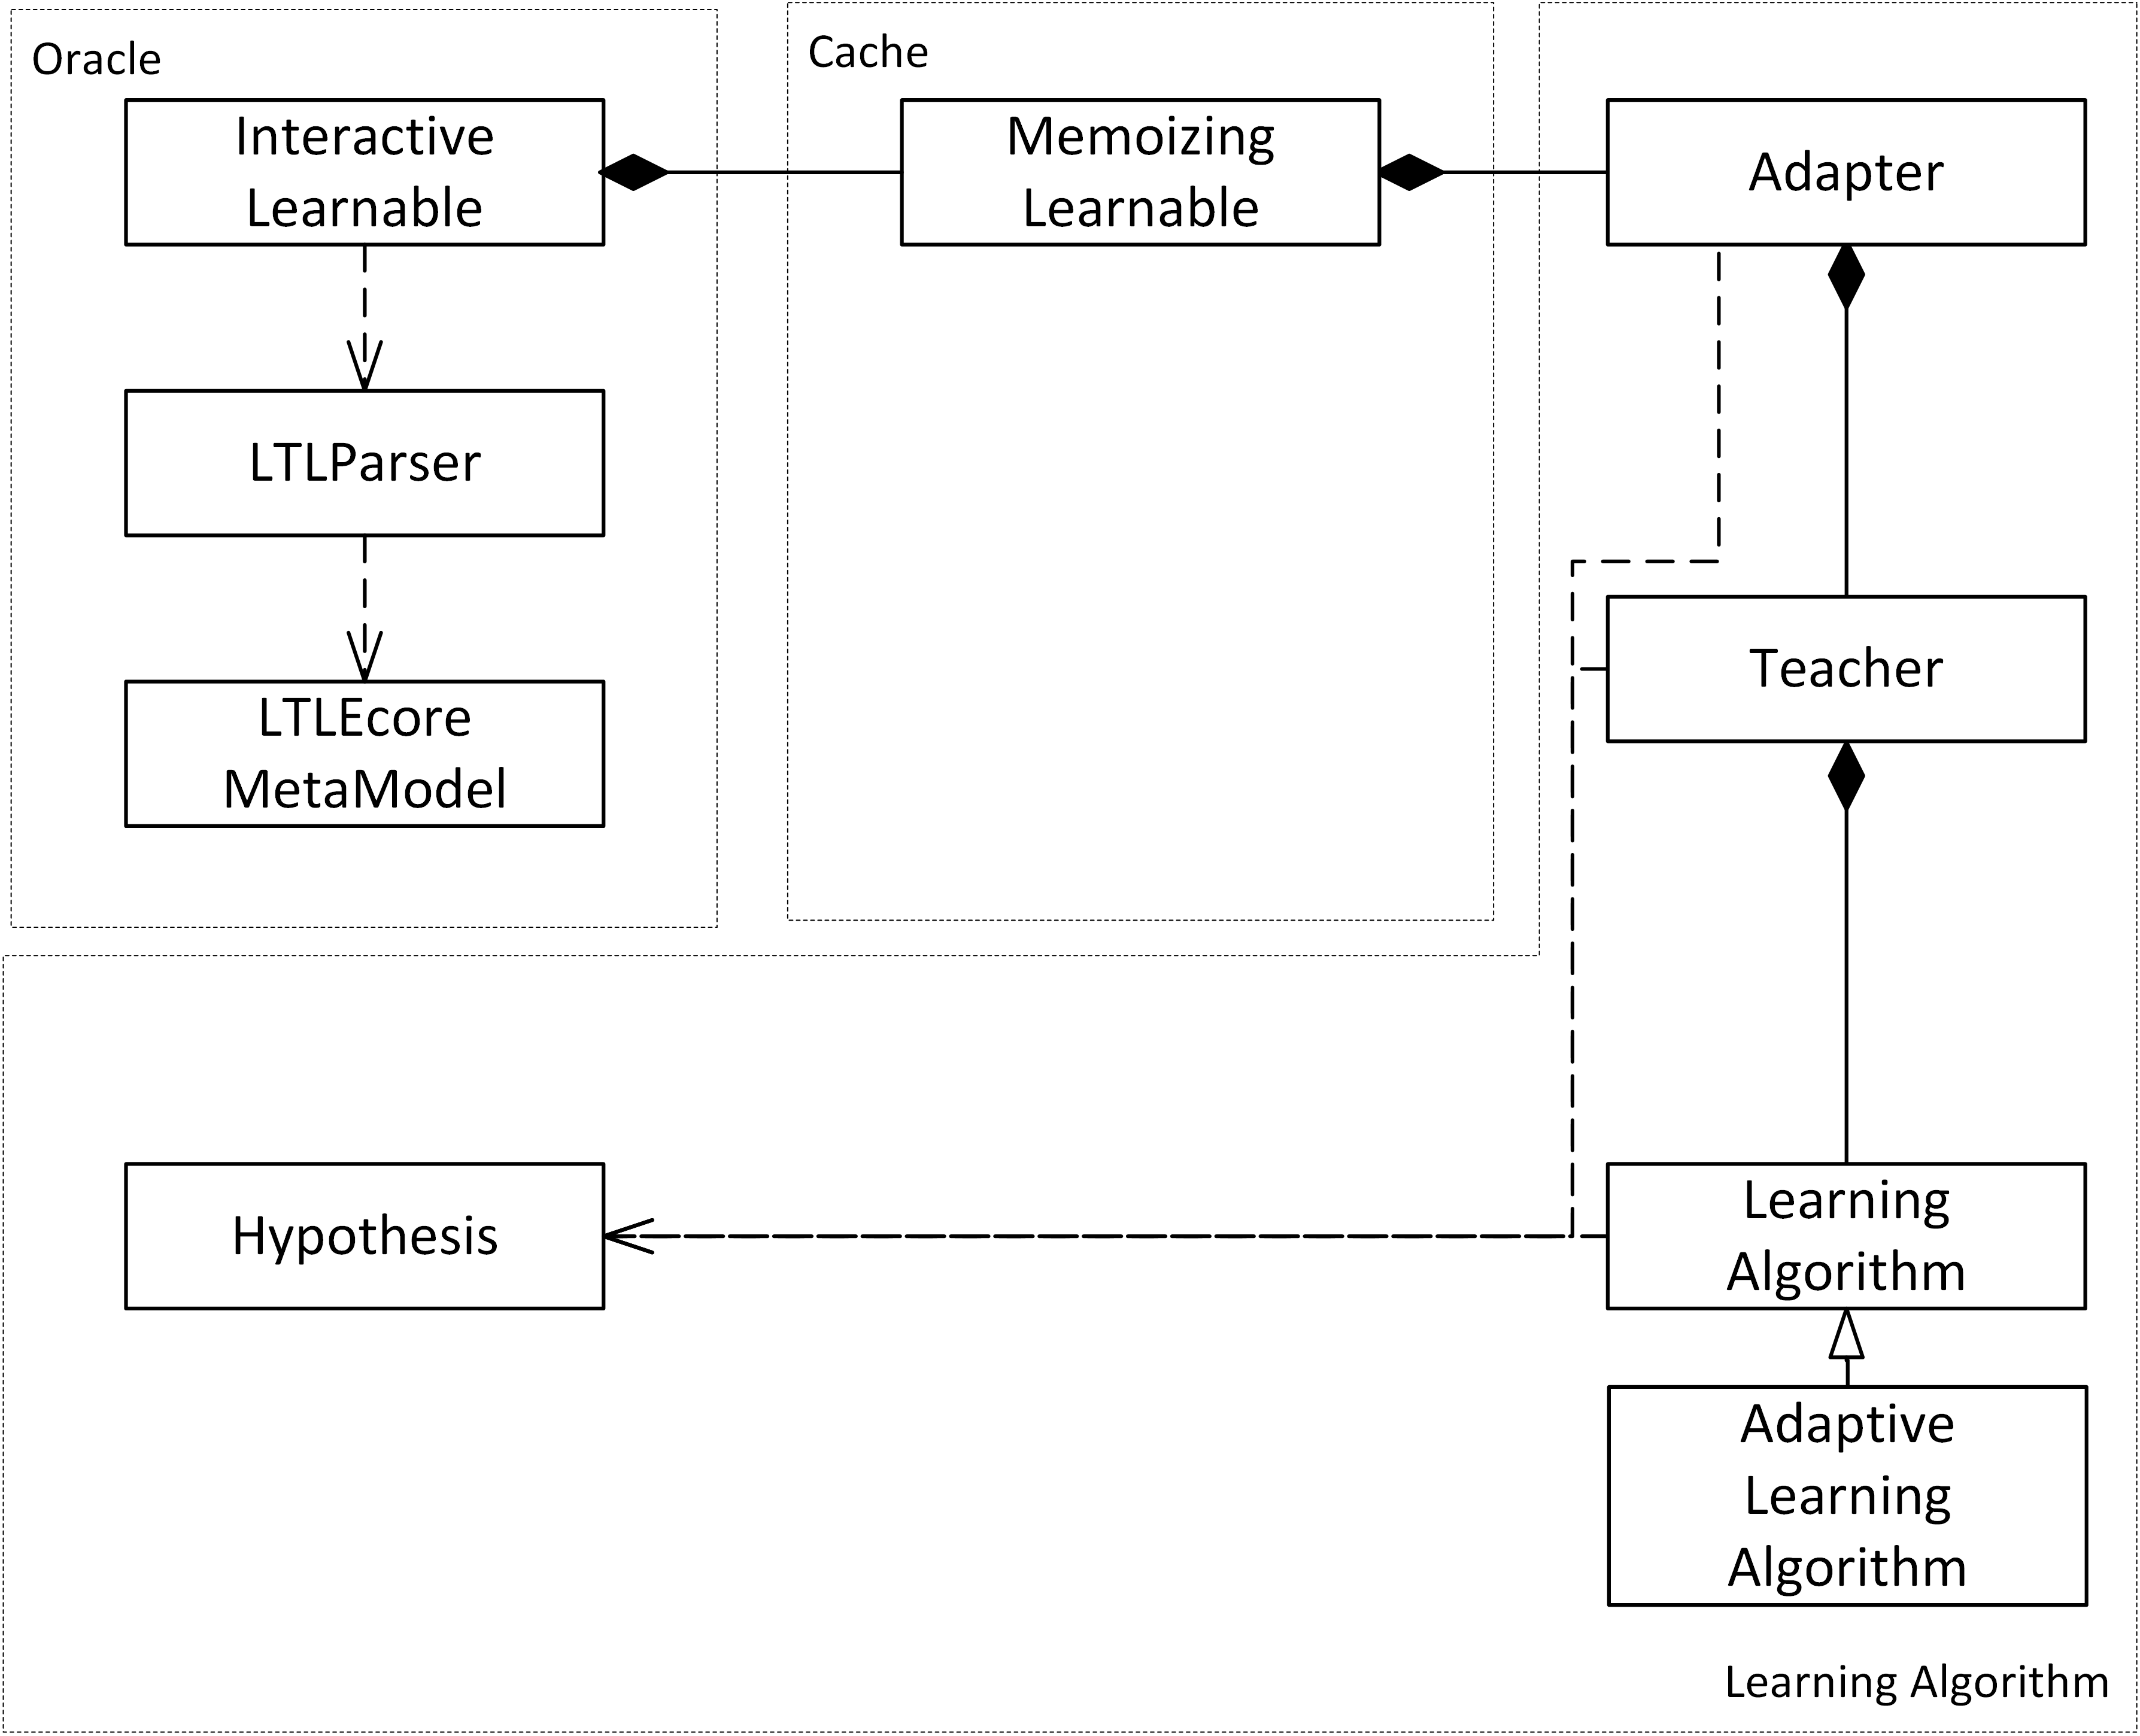 Oracle
Interactive
Learnable
LTLParser
LTLEcore
MetaModel
Cache
Memoizing
Learnable
Adapter
Teacher
Hypothesis
Learning
Algorithm
Adaptive
Learning
Algorithm
Learning Algorithm